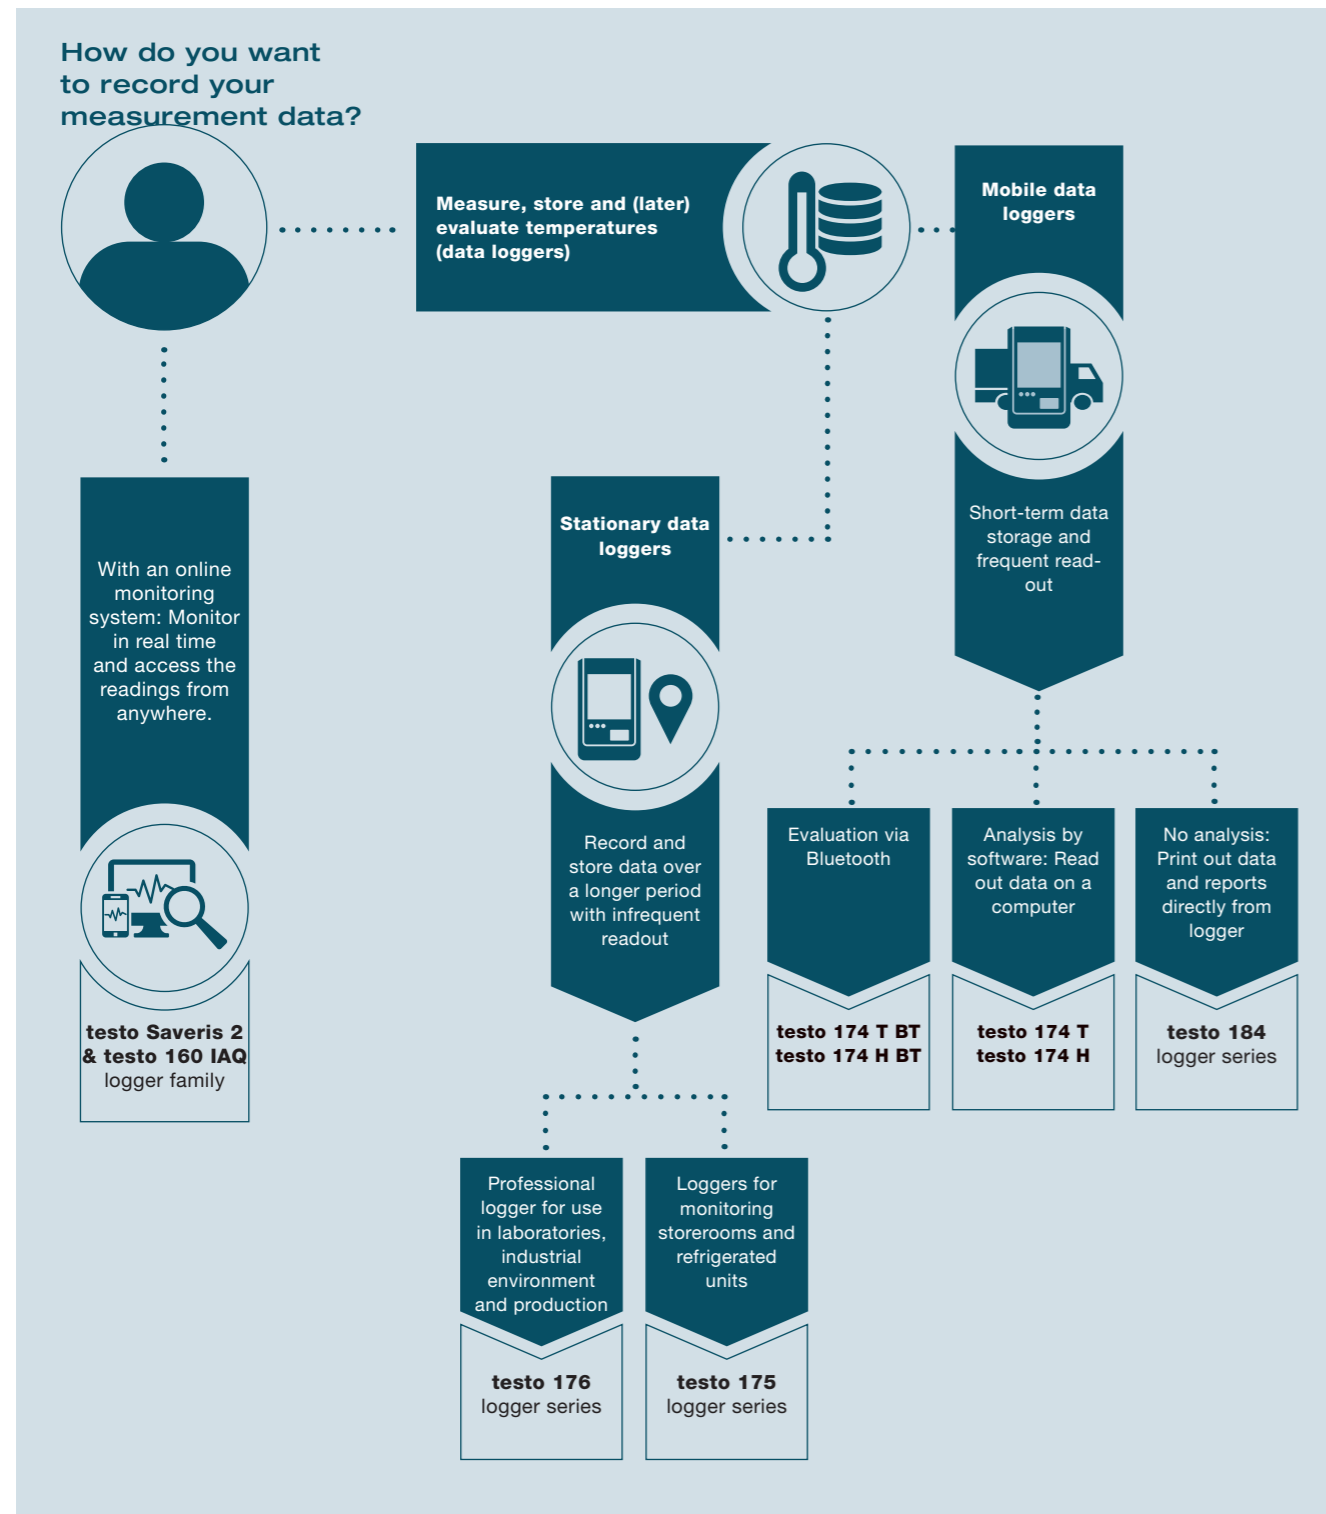 How do you want
to record your
measurement data?
Measure, store and (later)
evaluate temperatures
(data loggers)
Mobile data
loggers
Short-term data
storage and
frequent read-
out
With an online
monitoring
system: Monitor
in real time
and access the
readings from
anywhere.
testo Saveris 2
& testo 160 IAQ
logger family
Stationary data
loggers
Record and
store data over
a longer period
with infrequent
readout
Evaluation via
Bluetooth
testo 174 T BT
testo 174 H BT
Analysis by
software: Read
out data on a
computer
testo 174 T
testo 174 H
No analysis:
Print out data
and reports
directly from
logger
testo 184
logger series
Professional
logger for use
in laboratories,
industrial
environment
and production
testo 176
logger series
Loggers for
monitoring
storerooms and
refrigerated
units
testo 175
logger series